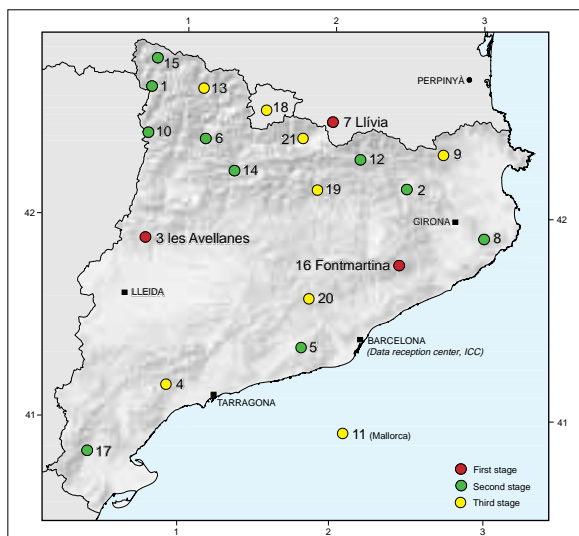 1
2
3
15
PERPINYÀ
1
13
18
7 Llívia
10
6
21
12
9
14
19
2
42
42
GIRONA
3 les Avellanes
8
16 Fontmartina
LLEIDA
20
BARCELONA
5
(Data reception center, ICC)
4
TARRAGONA
41
41
11 (Mallorca)
17
First stage
Second stage
Third stage
1
2
3